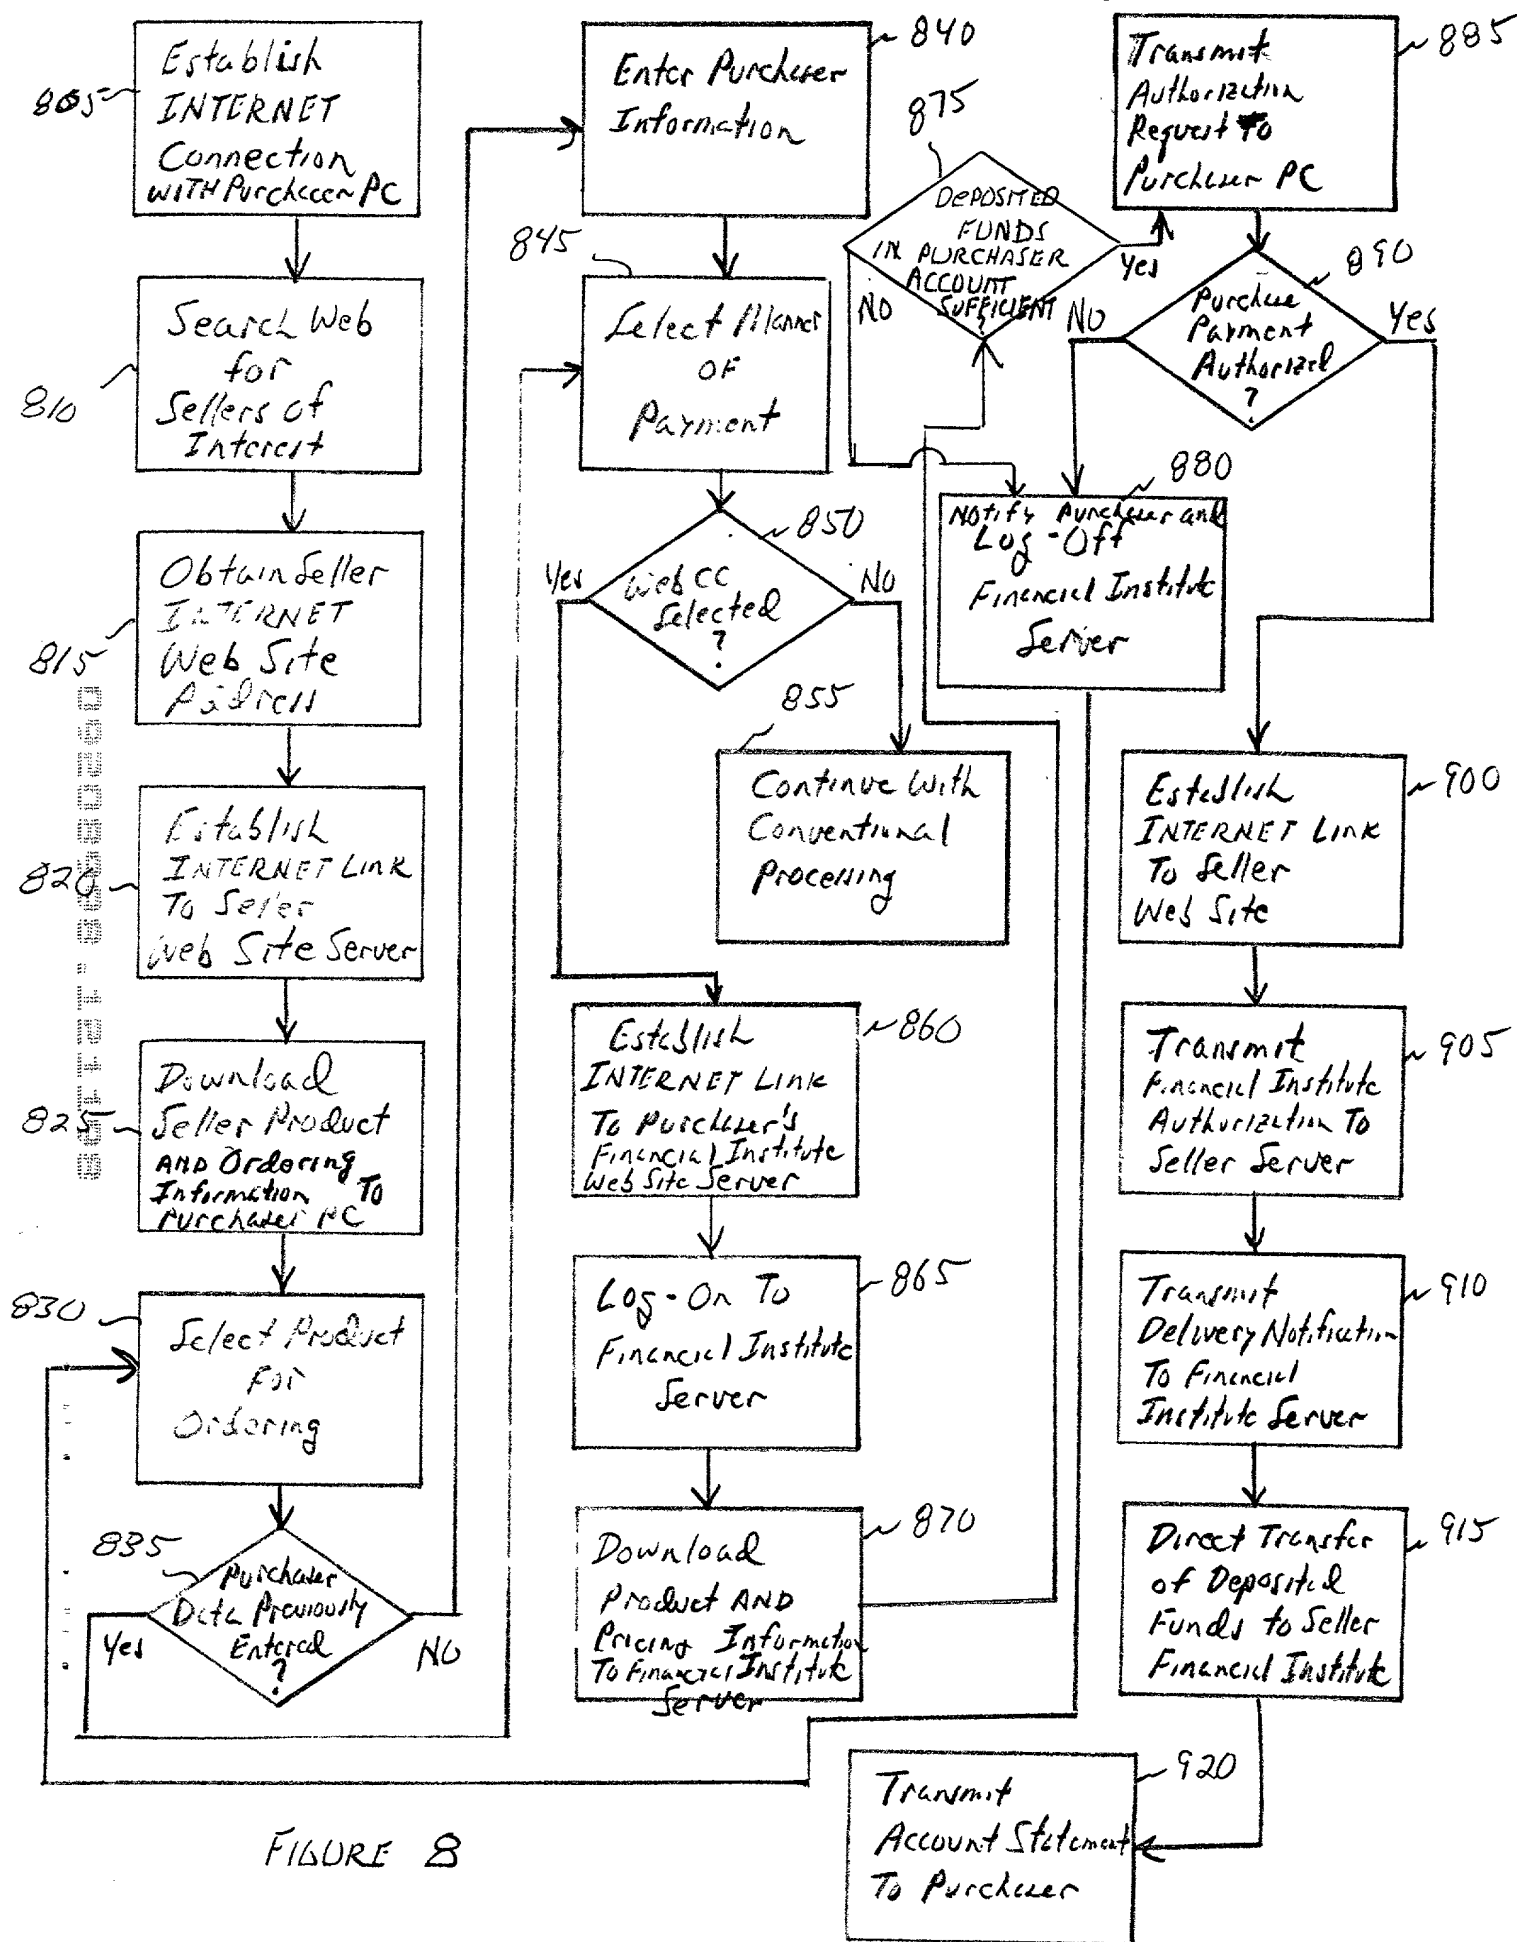 805
Establish
INTERNET
Connection
WITH Purchaser PC
810
Search Web
for
Sellers of
Interest
815
Obtain Seller
INTERNET
Web Site
Address
820
Establish
INTERNET LINK
To Seller
Web Site Server
825
Download
Seller Product
AND Ordering
Information To
Purchaser PC
830
Select Product
For
Ordering
835
Purchaser
Data Previously
Entered
?
Yes
NO
840
Enter Purchaser
Information
845
Select Manner
OF
Payment
850
Web CC
Selected
?
Yes
NO
855
Continue With
Conventional
Processing
860
Establish
INTERNET LINK
To Purchaser's
Financial Institute
Web Site Server
865
Log-On To
Financial Institute
Server
870
Download
Product AND
Pricing Information
To Financial Institute
Server
875
DEPOSITED
FUNDS
IN PURCHASER
ACCOUNT
SUFFICIENT
?
NO
Yes
880
Notify Purchaser and
Log-Off
Financial Institute
Server
885
Transmit
Authorization
Request To
Purchaser PC
890
Purchase
Payment
Authorized
?
NO
Yes
900
Establish
INTERNET LINK
To Seller
Web Site
905
Transmit
Financial Institute
Authorization To
Seller Server
910
Transmit
Delivery Notification
To Financial
Institute Server
915
Direct Transfer
of Deposited
Funds to Seller
Financial Institute
920
Transmit
Account Statement
To Purchaser
FIGURE 8